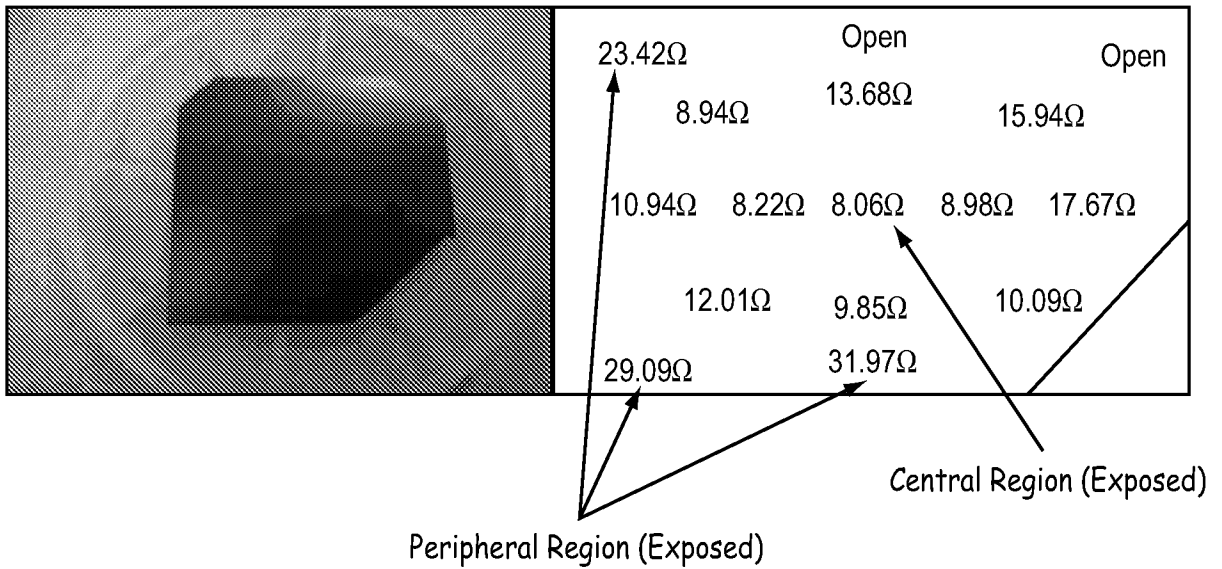 Open
23.42Ω
Open
13.68Ω
8.94Ω
15.94Ω
10.94Ω 8.22Ω 8.06Ω 8.98Ω 17.67Ω
12.01Ω
9.85Ω
10.09Ω
31.97Ω
29.09Ω
Central Region (Exposed)
Peripheral Region (Exposed)